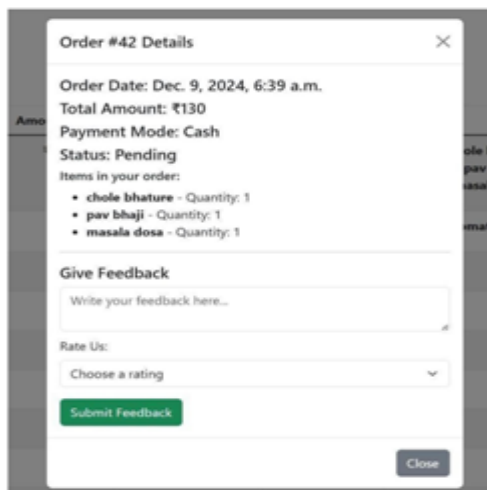 Order #42 Details
Order Date: Dec. 9, 2024, 6:39 a.m.
Total Amount: ₹130
Payment Mode: Cash
Status: Pending
Items in your order:
• chole bhature - Quantity: 1
• pav bhaji - Quantity: 1
• masala dosa - Quantity: 1
Give Feedback
Write your feedback here...
Rate Us:
Choose a rating
Submit Feedback
Close
Amo